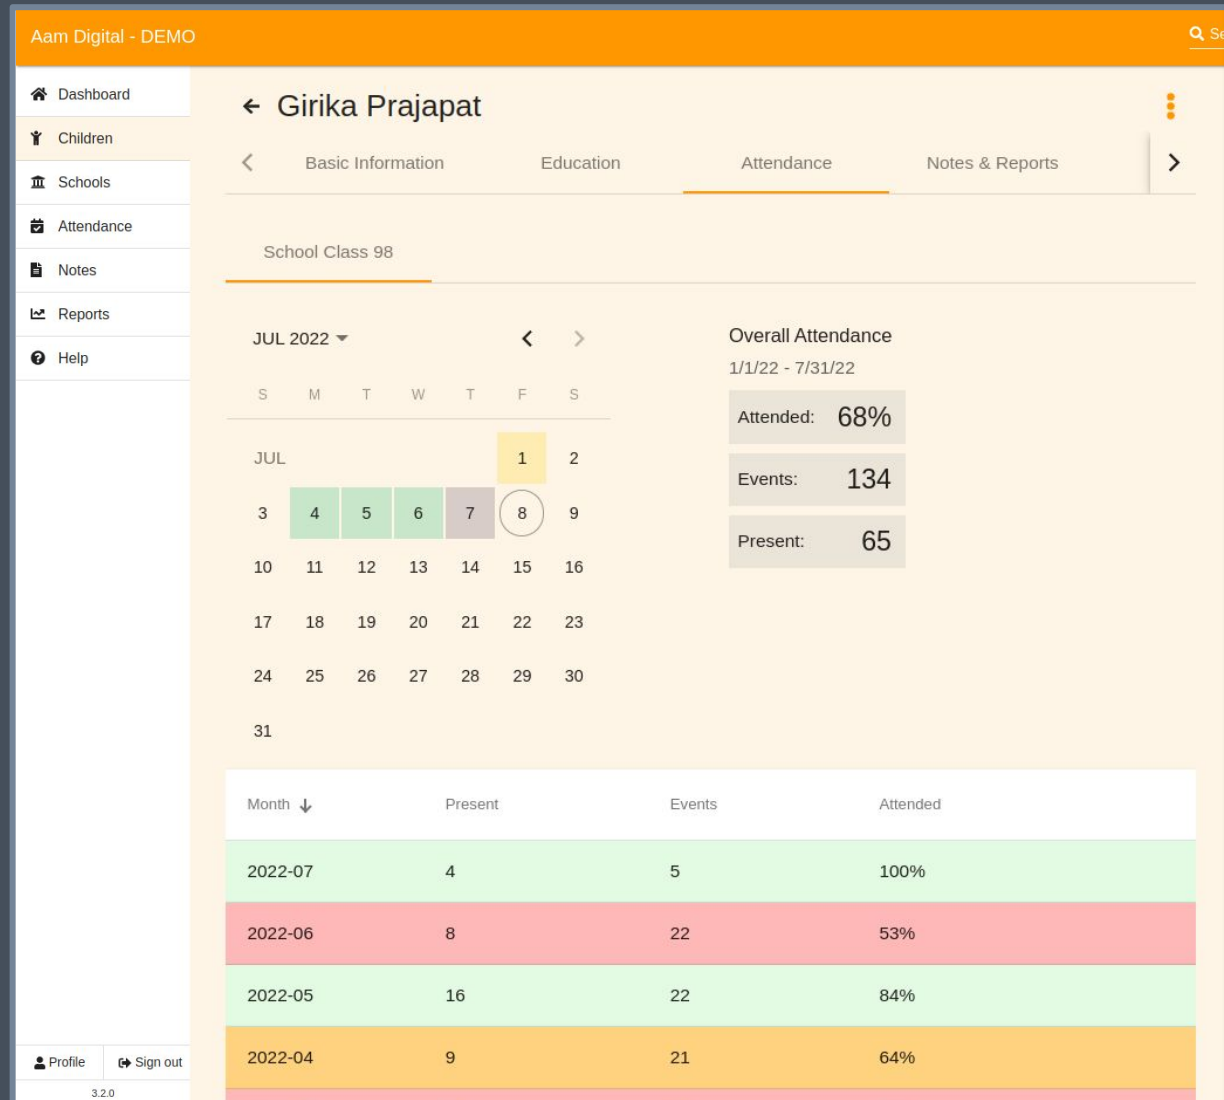 Aam Digital - DEMO
Dashboard
Children
Schools
Attendance
Notes
Reports
Help
Profile
Sign out
3.2.0
Girika Prajapat
Basic Information
Education
Attendance
Notes & Reports
School Class 98
JUL 2022
S M T W T F S
JUL 1 2
3 4 5 6 7 8 9
10 11 12 13 14 15 16
17 18 19 20 21 22 23
24 25 26 27 28 29 30
31
Overall Attendance
1/1/22 - 7/31/22
Attended: 68%
Events: 134
Present: 65
Month Present Events Attended
2022-07 4 5 100%
2022-06 8 22 53%
2022-05 16 22 84%
2022-04 9 21 64%